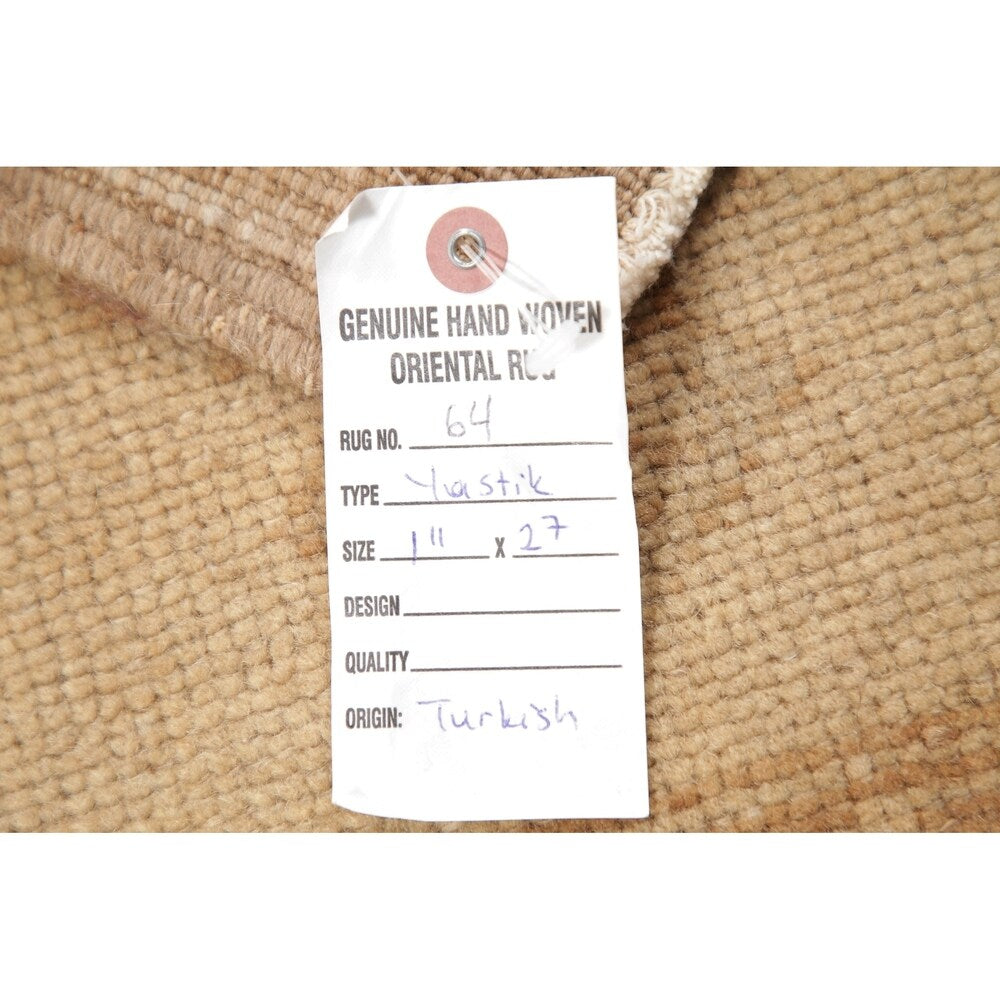 GENUINE HAND WOVEN
ORIENTAL RUG
RUG NO. 64
TYPE Yastik
SIZE 1" X 27
DESIGN
QUALITY
ORIGIN: Turkish